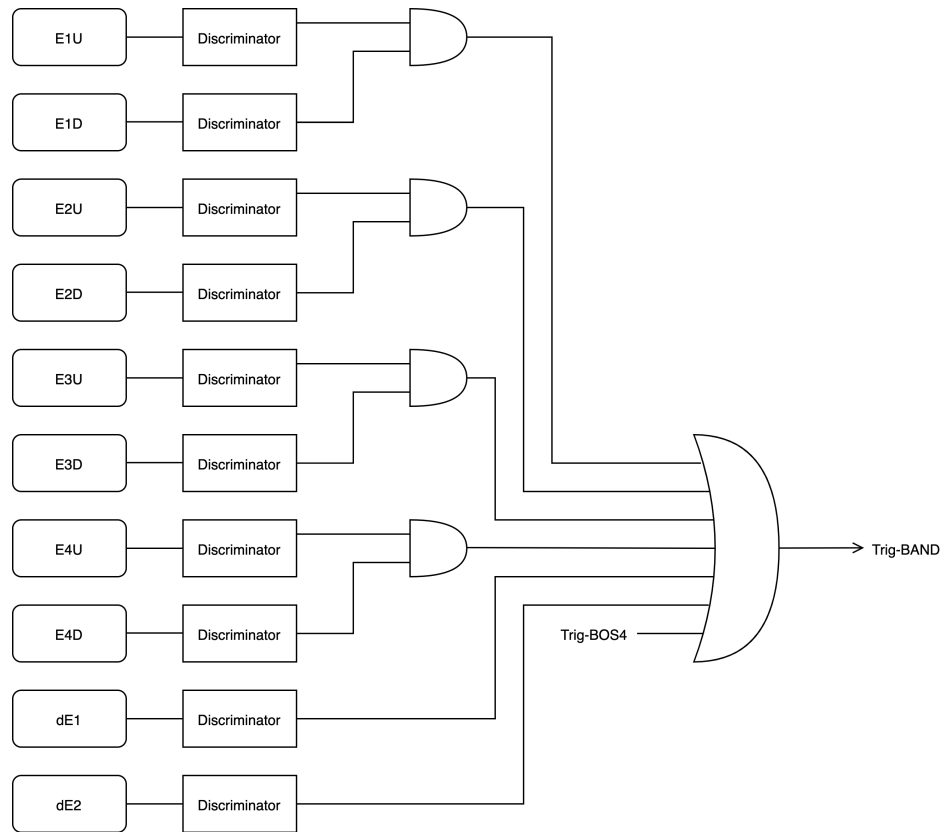 E1U
Discriminator
E1D
Discriminator
E2U
Discriminator
E2D
Discriminator
E3U
Discriminator
E3D
Discriminator
E4U
Discriminator
Trig-BAND
E4D
Discriminator
Trig-BOS4
dE1
Discriminator
dE2
Discriminator